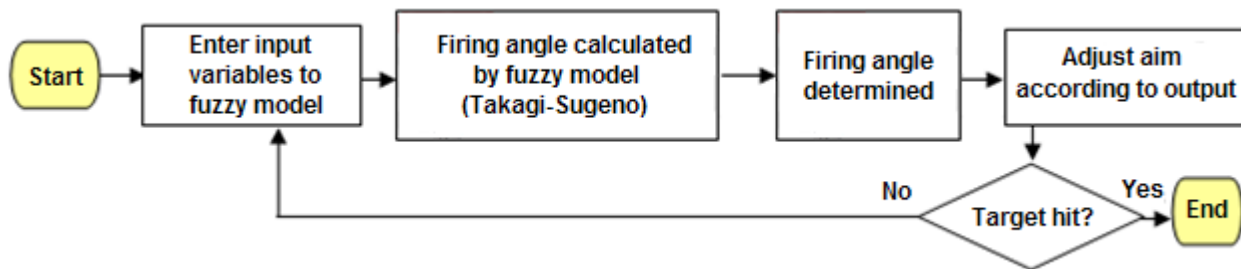 Start
Enter input
variables to
fuzzy model
Firing angle calculated
by fuzzy model
(Takagi-Sugeno)
Firing angle
determined
Adjust aim
according to output
No
Target hit?
Yes
End